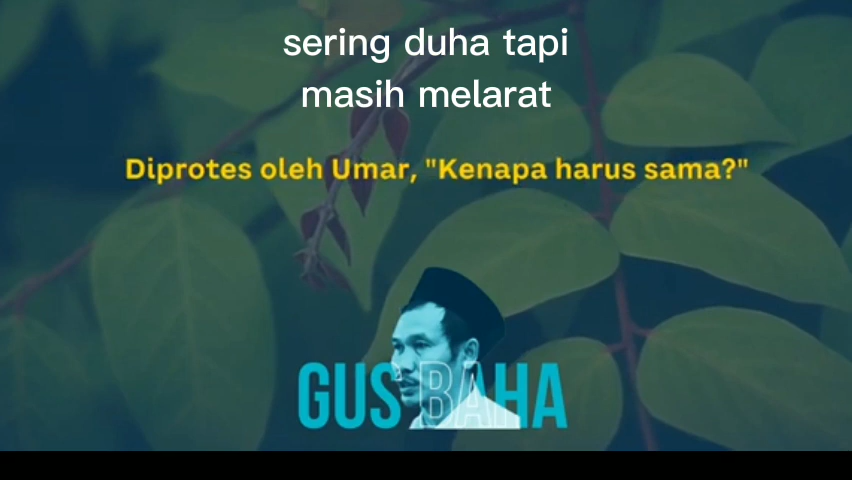 sering duha tapi
masih melarat
Diprotes oleh Umar, "Kenapa harus sama?"
GUS BAHA